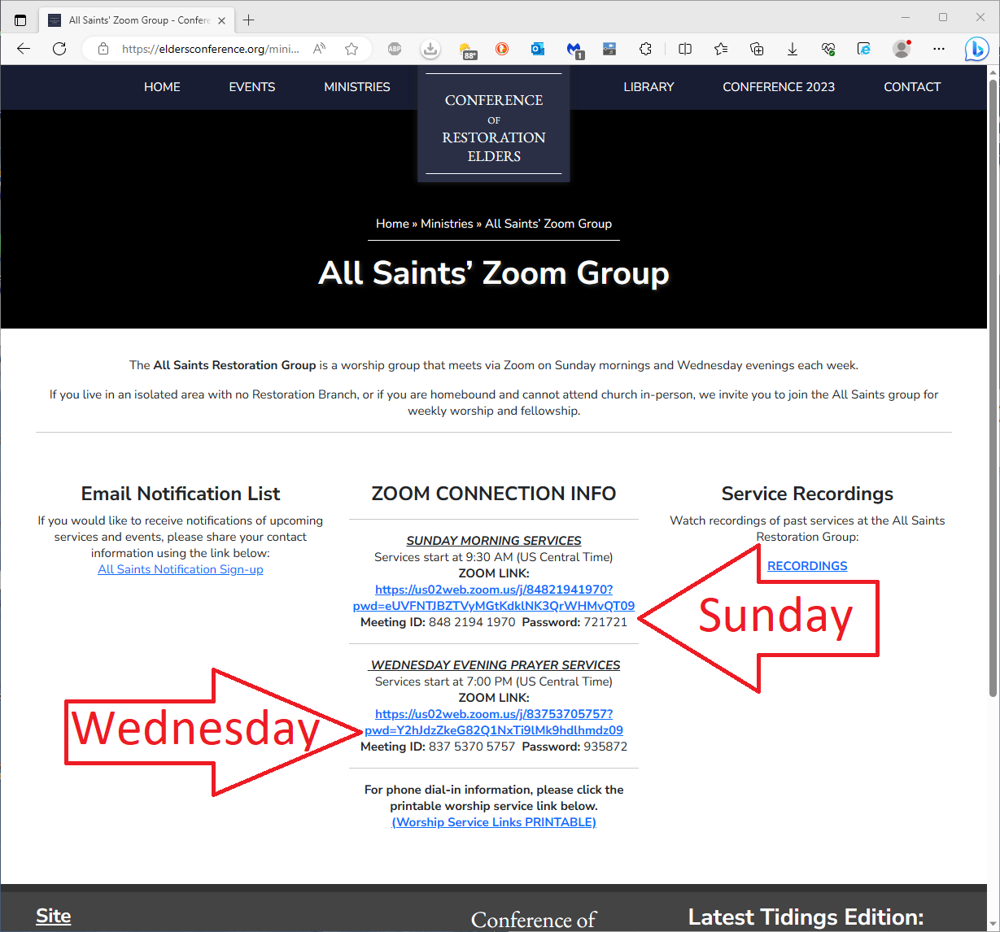 All Saints' Zoom Group - Confere
https://eldersconference.org/mini...
ABP
88°
1
HOME
EVENTS
MINISTRIES
CONFERENCE
OF
RESTORATION
ELDERS
LIBRARY
CONFERENCE 2023
CONTACT
Home » Ministries » All Saints' Zoom Group
All Saints' Zoom Group
The All Saints Restoration Group is a worship group that meets via Zoom on Sunday mornings and Wednesday evenings each week.
If you live in an isolated area with no Restoration Branch, or if you are homebound and cannot attend church in-person, we invite you to join the All Saints group for
weekly worship and fellowship.
Email Notification List
If you would like to receive notifications of upcoming
services and events, please share your contact
information using the link below:
All Saints Notification Sign-up
ZOOM CONNECTION INFO
SUNDAY MORNING SERVICES
Services start at 9:30 AM (US Central Time)
ZOOM LINK:
https://us02web.zoom.us/j/84821941970?
pwd=eUVFNTJBZTVyMGtKdklNK3QrWHMvQT09
Meeting ID: 848 2194 1970 Password: 721721
WEDNESDAY EVENING PRAYER SERVICES
Services start at 7:00 PM (US Central Time)
ZOOM LINK:
https://us02web.zoom.us/j/83753705757?
pwd=Y2hJdzZkeG82Q1NxTi9lMk9hdlhmdz09
Meeting ID: 837 5370 5757 Password: 935872
For phone dial-in information, please click the
printable worship service link below.
(Worship Service Links PRINTABLE)
Service Recordings
Watch recordings of past services at the All Saints
Restoration Group:
RECORDINGS
Sunday
Wednesday
Site
Conference of
Latest Tidings Edition: